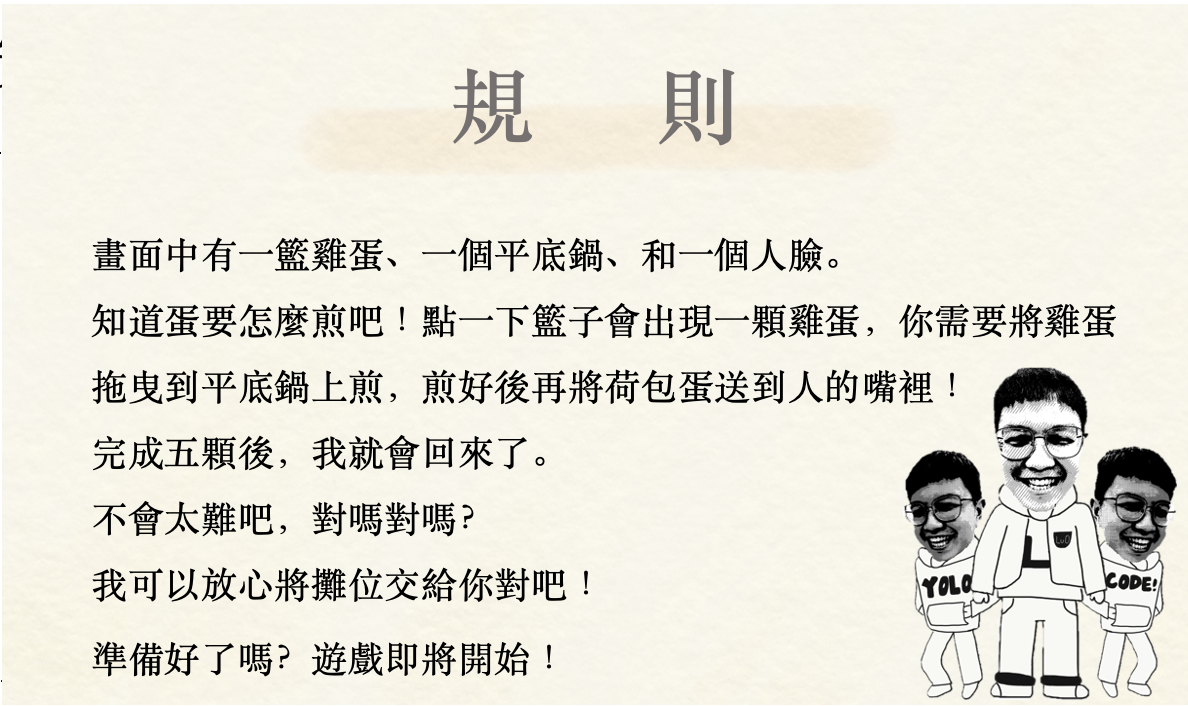 規 則
畫面中有一籃雞蛋、一個平底鍋、和一個人臉。
知道蛋要怎麼煎吧！點一下籃子會出現一顆雞蛋，你需要將雞蛋
拖曳到平底鍋上煎，煎好後再將荷包蛋送到人的嘴裡！
完成五顆後，我就會回來了。
不會太難吧，對嗎對嗎?
我可以放心將攤位交給你對吧！
準備好了嗎? 遊戲即將開始！
L
YOLO
CODE!